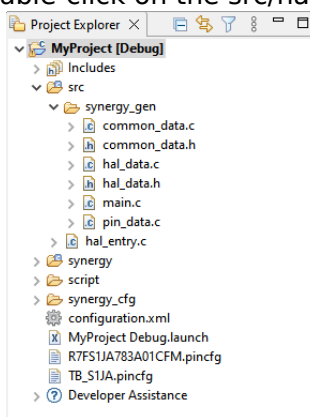 Project Explorer
MyProject [Debug]
Includes
src
synergy_gen
common_data.c
common_data.h
hal_data.c
hal_data.h
main.c
pin_data.c
hal_entry.c
synergy
script
synergy_cfg
configuration.xml
MyProject Debug.launch
R7FS1JA783A01CFM.pincfg
TB_S1JA.pincfg
Developer Assistance